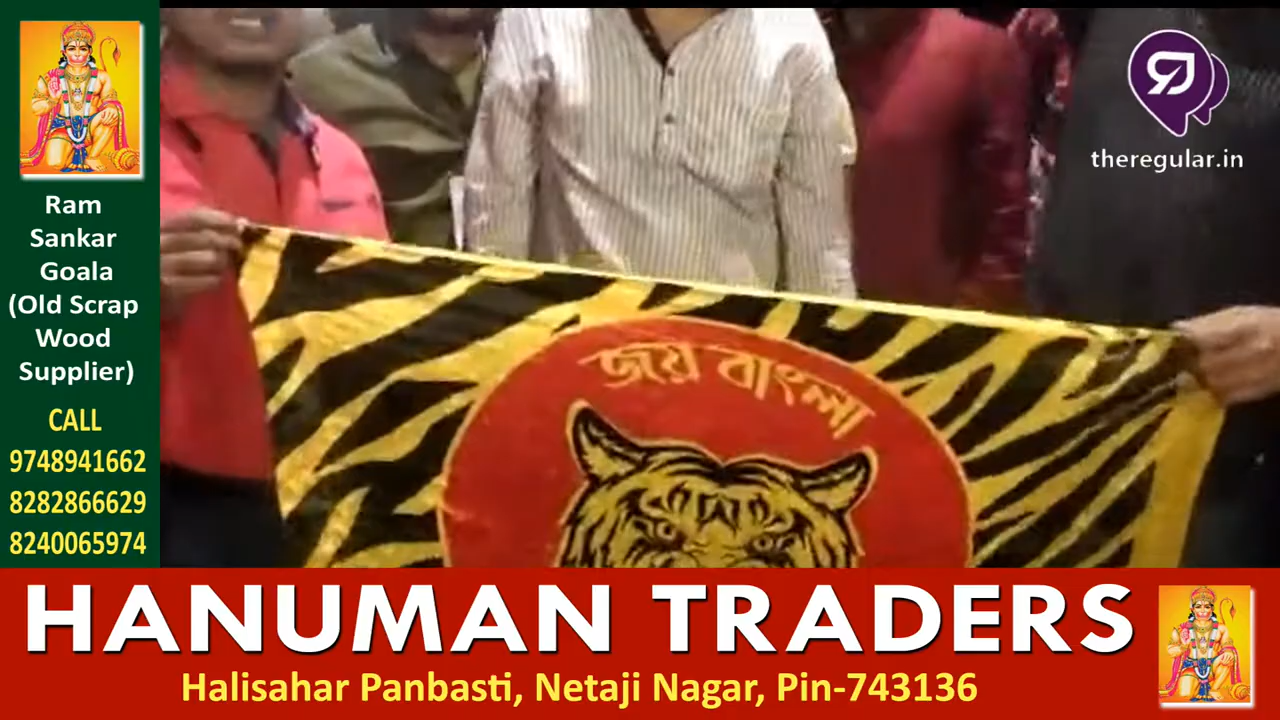 Ram
Sankar
Goala
(Old Scrap
Wood
Supplier)
CALL
9748941662
8282866629
8240065974
theregular.in
জয় বাংলা
HANUMAN TRADERS
Halisahar Panbasti, Netaji Nagar, Pin-743136